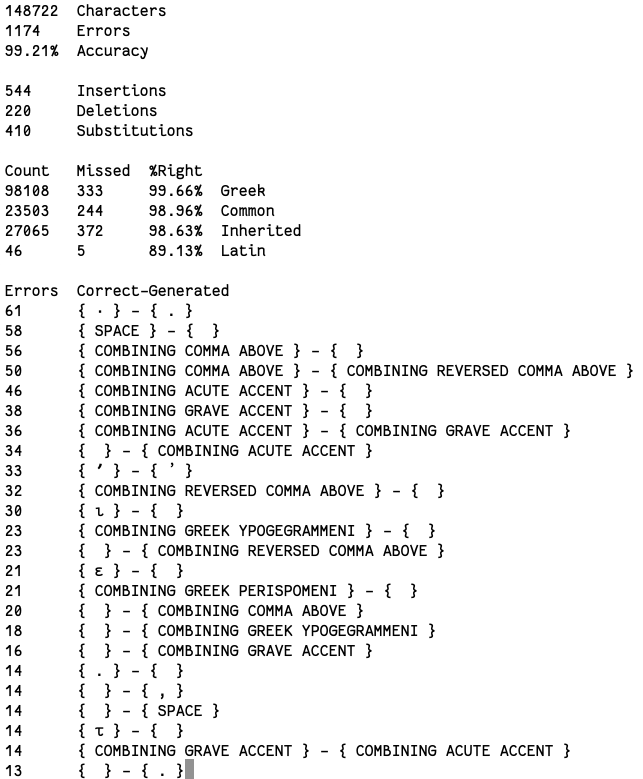 148722  Characters
1174    Errors
99.21%  Accuracy

544     Insertions
220     Deletions
410     Substitutions

Count   Missed  %Right
98108   333     99.66%  Greek
23503   244     98.96%  Common
27065   372     98.63%  Inherited
46      5       89.13%  Latin

Errors  Correct-Generated
61      { · } – { . }
58      { SPACE } – {  }
56      { COMBINING COMMA ABOVE } – {  }
50      { COMBINING COMMA ABOVE } – { COMBINING REVERSED COMMA ABOVE }
46      { COMBINING ACUTE ACCENT } – {  }
38      { COMBINING GRAVE ACCENT } – {  }
36      { COMBINING ACUTE ACCENT } – { COMBINING GRAVE ACCENT }
34      {  } – { COMBINING ACUTE ACCENT }
33      { ʼ } – { ’ }
32      { COMBINING REVERSED COMMA ABOVE } – {  }
30      { ι } – {  }
23      { COMBINING GREEK YPOGEGRAMMENI } – {  }
23      {  } – { COMBINING REVERSED COMMA ABOVE }
21      { ε } – {  }
21      { COMBINING GREEK PERISPOMENI } – {  }
20      {  } – { COMBINING COMMA ABOVE }
18      {  } – { COMBINING GREEK YPOGEGRAMMENI }
16      {  } – { COMBINING GRAVE ACCENT }
14      { . } – {  }
14      {  } – { , }
14      {  } – { SPACE }
14      { τ } – {  }
14      { COMBINING GRAVE ACCENT } – { COMBINING ACUTE ACCENT }
13      {  } – { . }